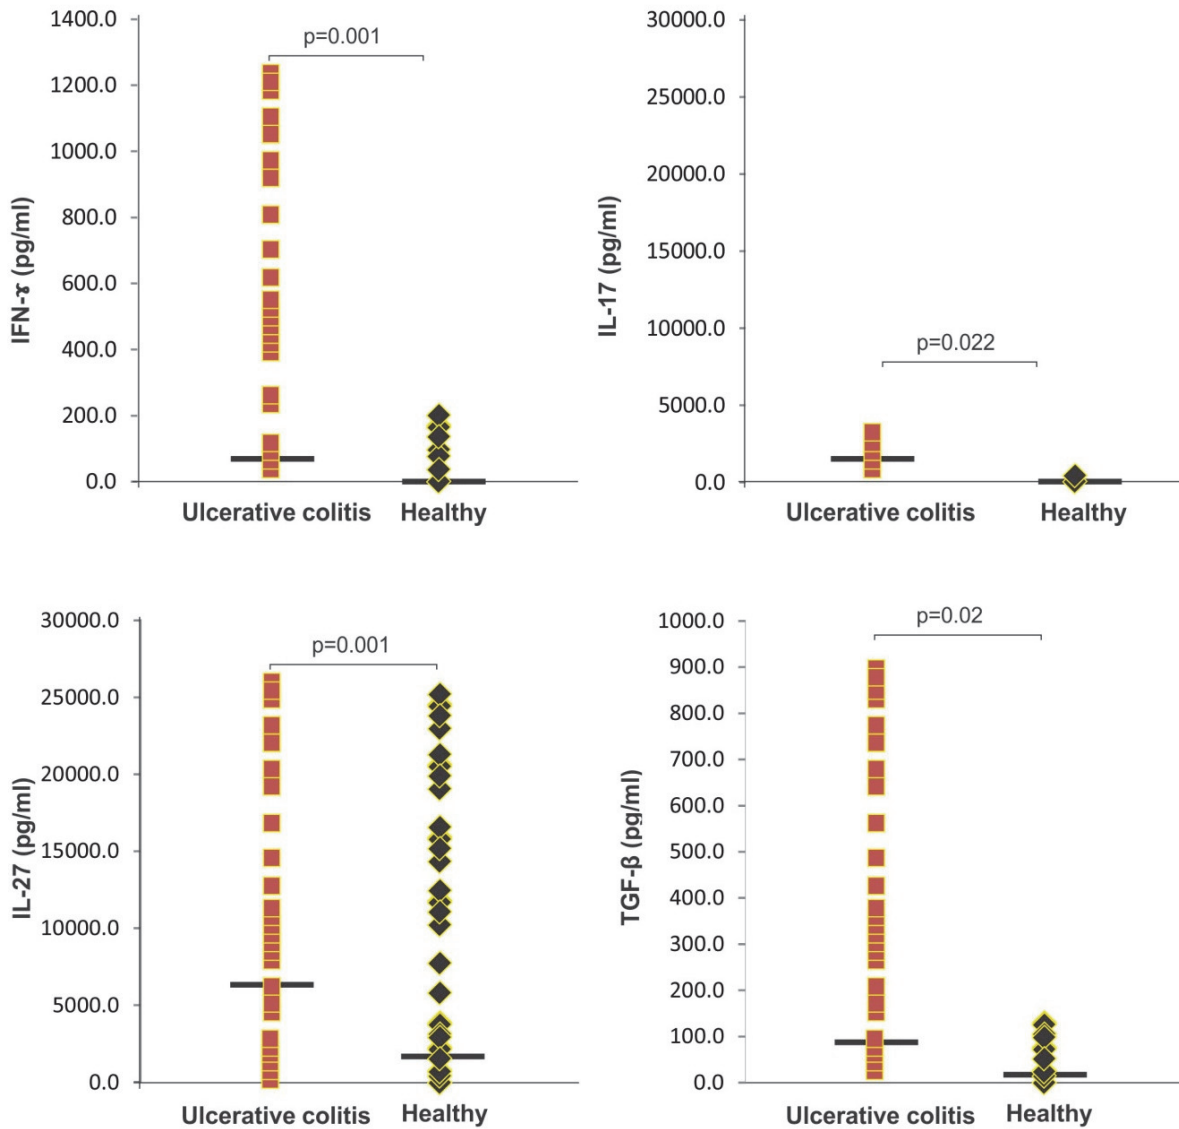 1400.0
1200.0
1000.0
800.0
600.0
400.0
200.0
0.0
IFN-ɤ (pg/ml)
p=0.001
Ulcerative colitis Healthy
30000.0
25000.0
20000.0
15000.0
10000.0
5000.0
0.0
IL-17 (pg/ml)
p=0.022
Ulcerative colitis Healthy
30000.0
25000.0
20000.0
15000.0
10000.0
5000.0
0.0
IL-27 (pg/ml)
p=0.001
Ulcerative colitis Healthy
1000.0
900.0
800.0
700.0
600.0
500.0
400.0
300.0
200.0
100.0
0.0
TGF-β (pg/ml)
p=0.02
Ulcerative colitis Healthy